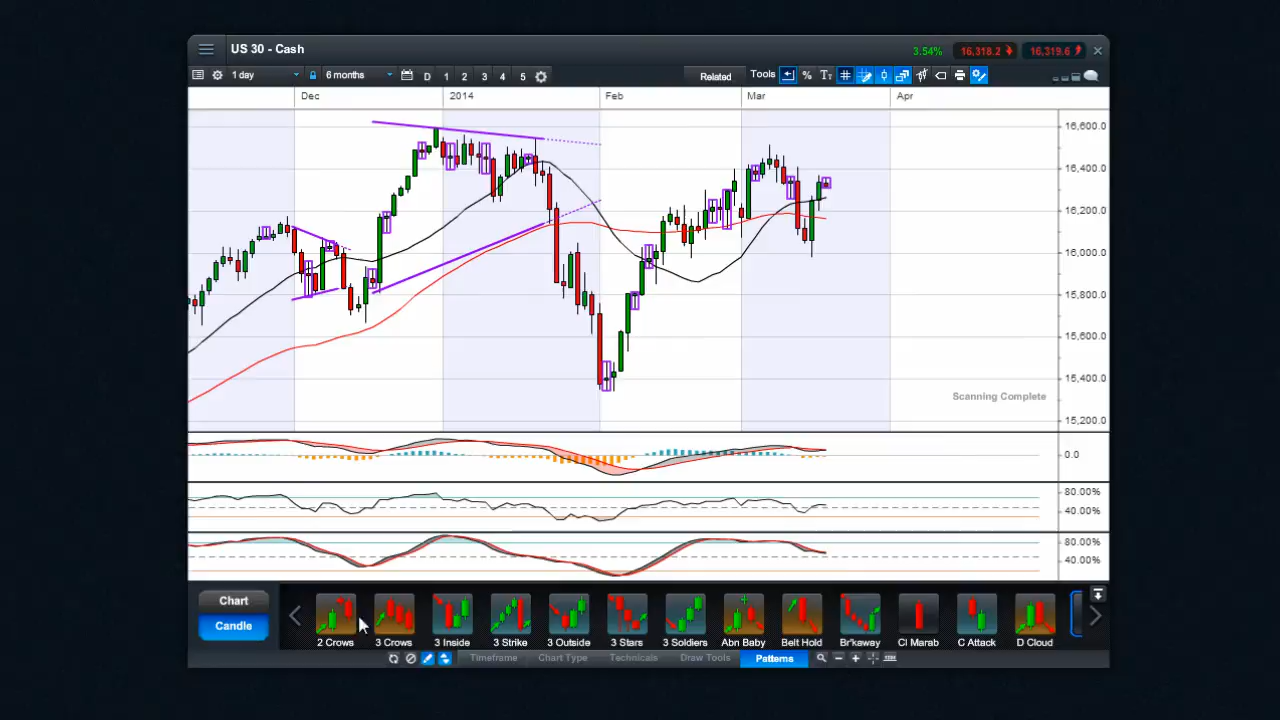 US 30 - Cash
3.54%
16,318.2
16,319.6
1 day
6 months
D 1 2 3 4 5
Related
Tools
%
Dec 2014 Feb Mar Apr
16,600.0
16,400.0
16,200.0
16,000.0
15,800.0
15,600.0
15,400.0
Scanning Complete
15,200.0
0.0
80.00%
40.00%
80.00%
40.00%
Chart
Candle
2 Crows 3 Crows 3 Inside 3 Strike 3 Outside 3 Stars 3 Soldiers Abn Baby Belt Hold Br'kaway Cl Marab C Attack D Cloud
Timeframe Chart Type Technicals Draw Tools Patterns